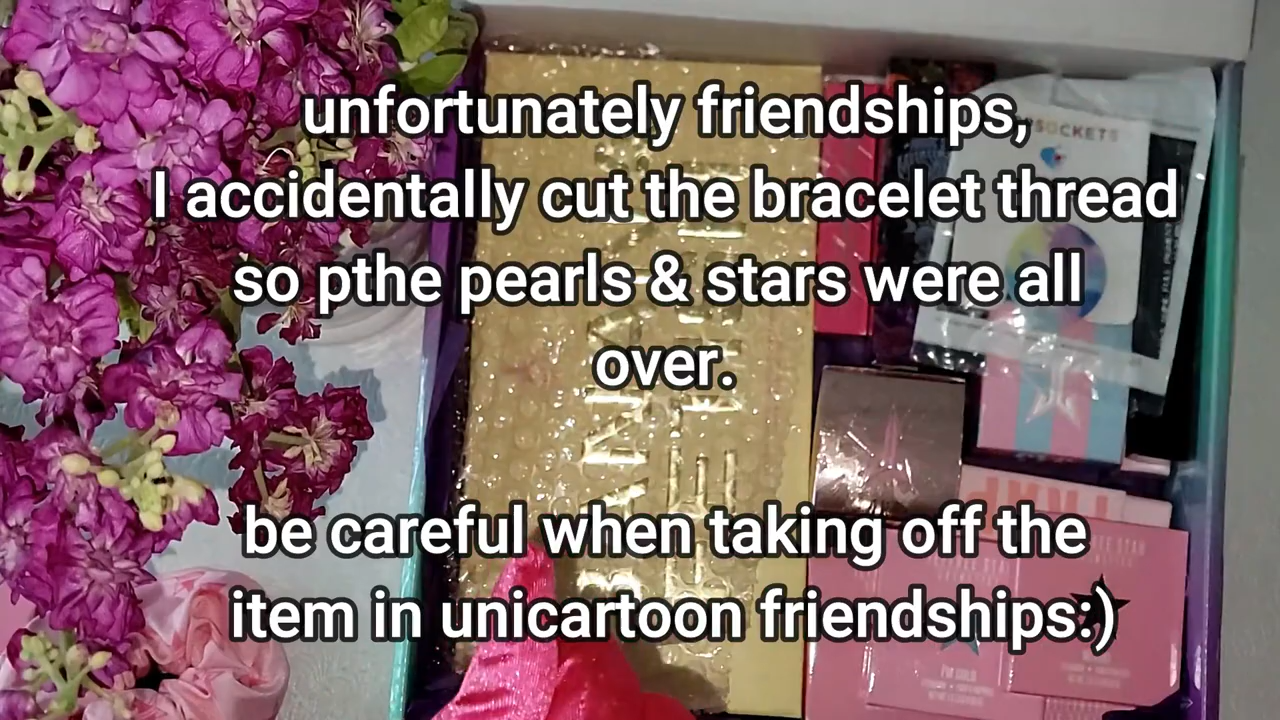 unfortunately friendships,
I accidentally cut the bracelet thread
so pthe pearls & stars were all
over.
be careful when taking off the
item in unicartoon friendships:)